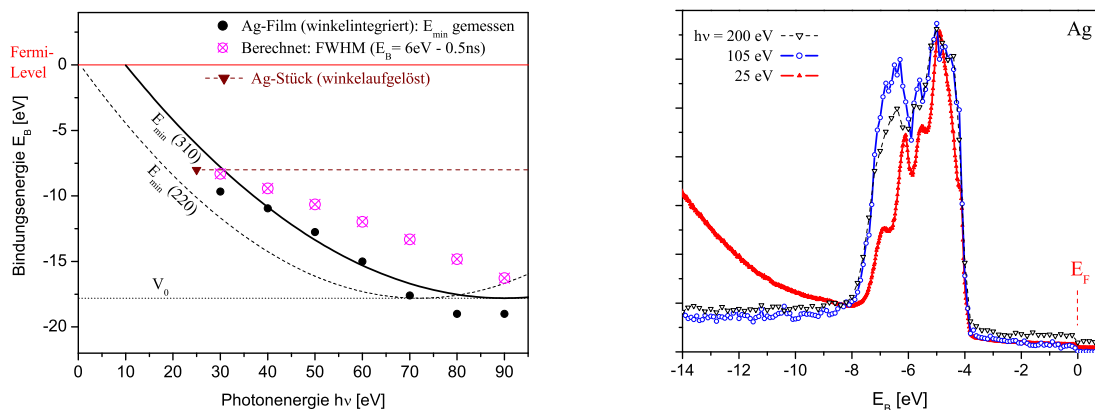 Ag-Film (winkelintegriert): E_min gemessen
Berechnet: FWHM (E_B= 6eV - 0.5ns)
Ag-Stück (winkelaufgelöst)
Fermi-
Level
0
-5
-10
-15
-20
Bindungsenergie E_B [eV]
E_min (310)
E_min (220)
V_0
0 10 20 30 40 50 60 70 80 90
Photonenergie hν [eV]
hν = 200 eV
105 eV
25 eV
Ag
E_F
-14 -12 -10 -8 -6 -4 -2 0
E_B [eV]